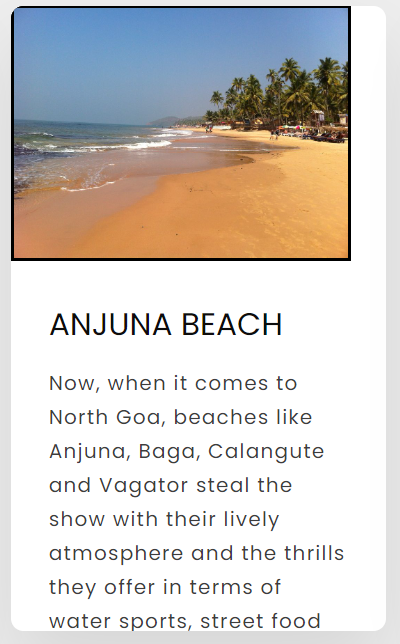 ANJUNA BEACH
Now, when it comes to
North Goa, beaches like
Anjuna, Baga, Calangute
and Vagator steal the
show with their lively
atmosphere and the thrills
they offer in terms of
water sports, street food